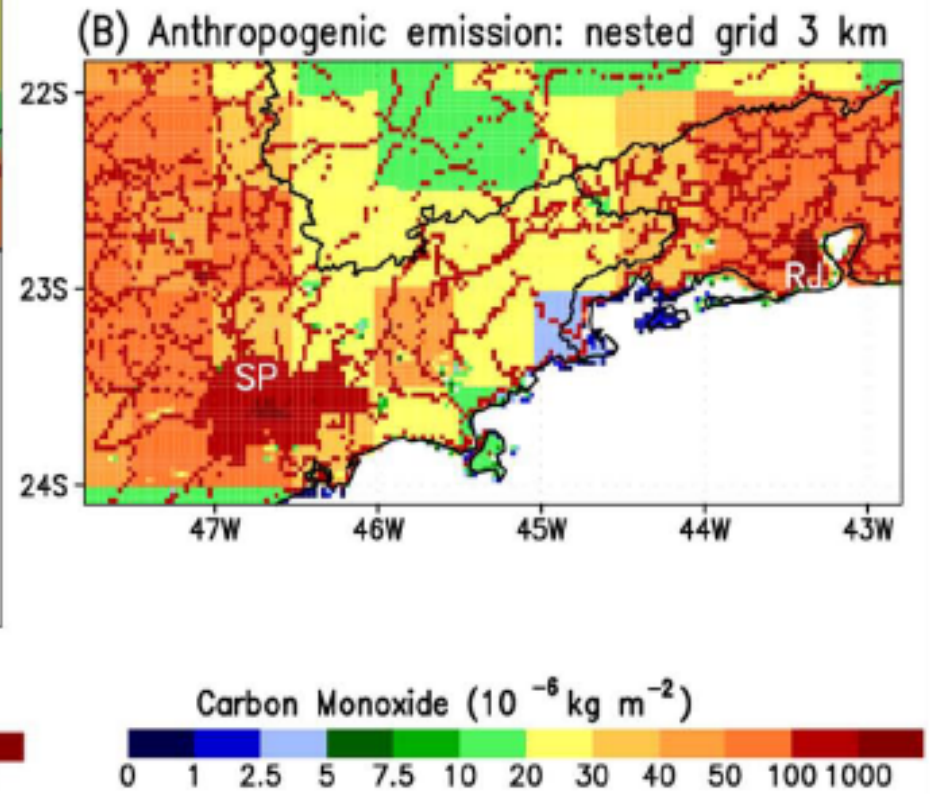 (B) Anthropogenic emission: nested grid 3 km
22S
RJ
23S
SP
24S
47W 46W 45W 44W 43W
Carbon Monoxide (10 ⁻⁶ kg m⁻²)
0 1 2.5 5 7.5 10 20 30 40 50 100 1000